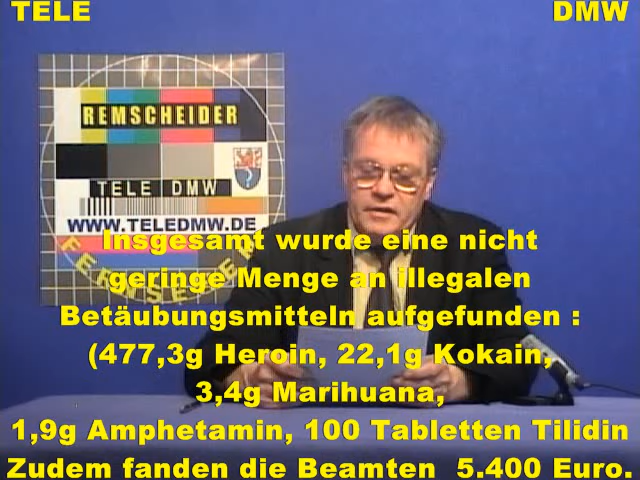 TELE DMW
REMSCHEIDER
TELE DMW
WWW.TELEDMW.DE
FERNSEHEN
Insgesamt wurde eine nicht
geringe Menge an illegalen
Betäubungsmitteln aufgefunden :
(477,3g Heroin, 22,1g Kokain,
3,4g Marihuana,
1,9g Amphetamin, 100 Tabletten Tilidin
Zudem fanden die Beamten 5.400 Euro.